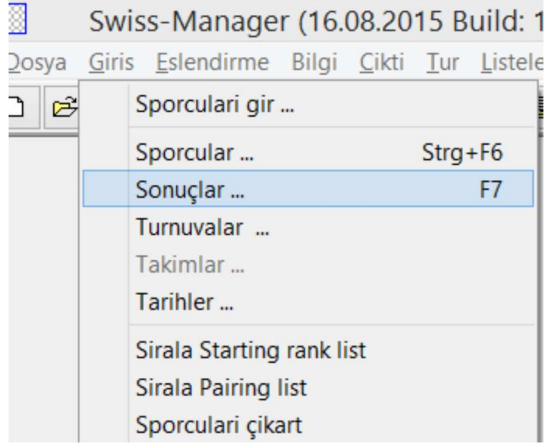 Swiss-Manager (16.08.2015 Build: 1
Dosya Giris Eslendirme Bilgi Çikti Tur Listele
Sporculari gir ...
Sporcular ... Strg+F6
Sonuçlar ... F7
Turnuvalar ...
Takimlar ...
Tarihler ...
Sirala Starting rank list
Sirala Pairing list
Sporculari çikart